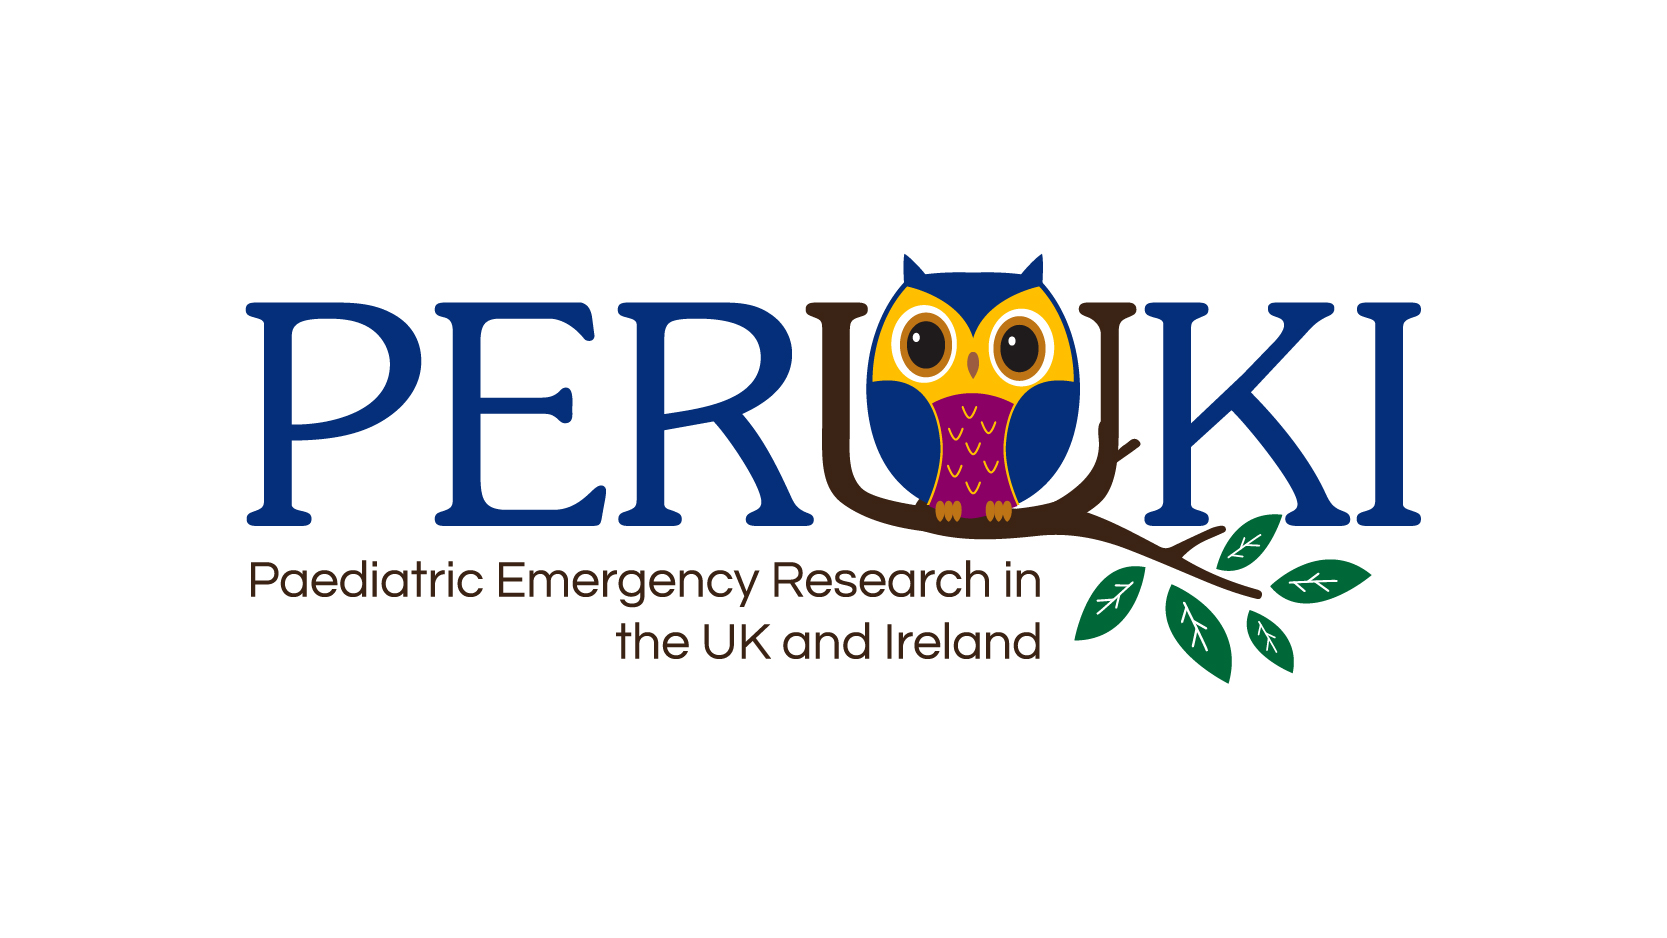 PERUKI
Paediatric Emergency Research in
the UK and Ireland